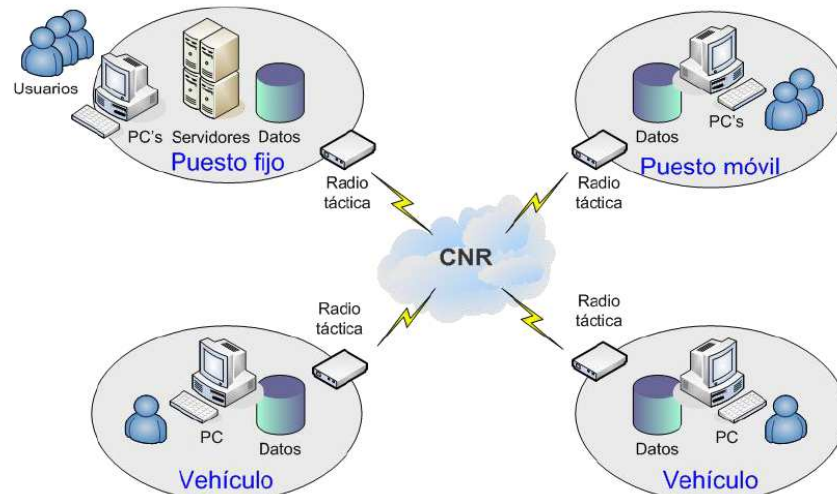 Usuarios
PC's
Servidores
Datos
Puesto fijo
Radio
táctica
Datos
PC's
Puesto móvil
Radio
táctica
CNR
Radio
táctica
PC
Datos
Vehículo
Radio
táctica
Datos
PC
Vehículo